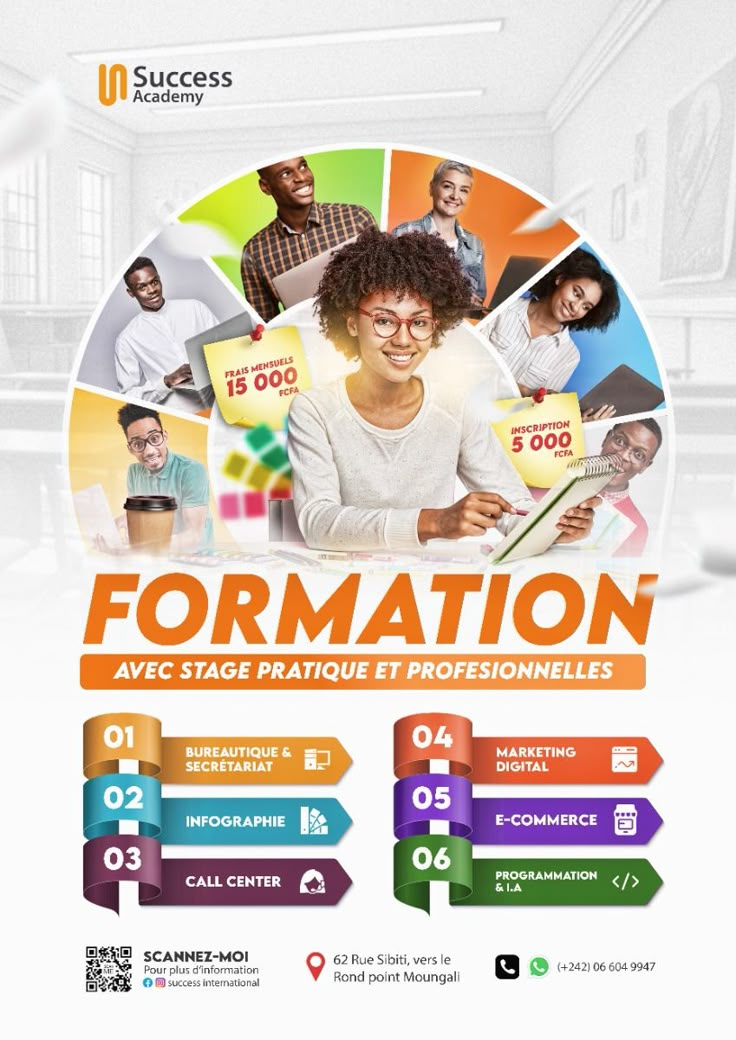 Success
Academy
FRAIS MENSUELS
15 000
FCFA
INSCRIPTION
5 000
FCFA
FORMATION
AVEC STAGE PRATIQUE ET PROFESIONNELLES
01
BUREAUTIQUE &
SECRÉTARIAT
02
INFOGRAPHIE
03
CALL CENTER
04
MARKETING
DIGITAL
05
E-COMMERCE
06
PROGRAMMATION
& I.A
SCANNEZ-MOI
Pour plus d'information
success international
62 Rue Sibiti, vers le
Rond point Moungali
(+242) 06 604 9947